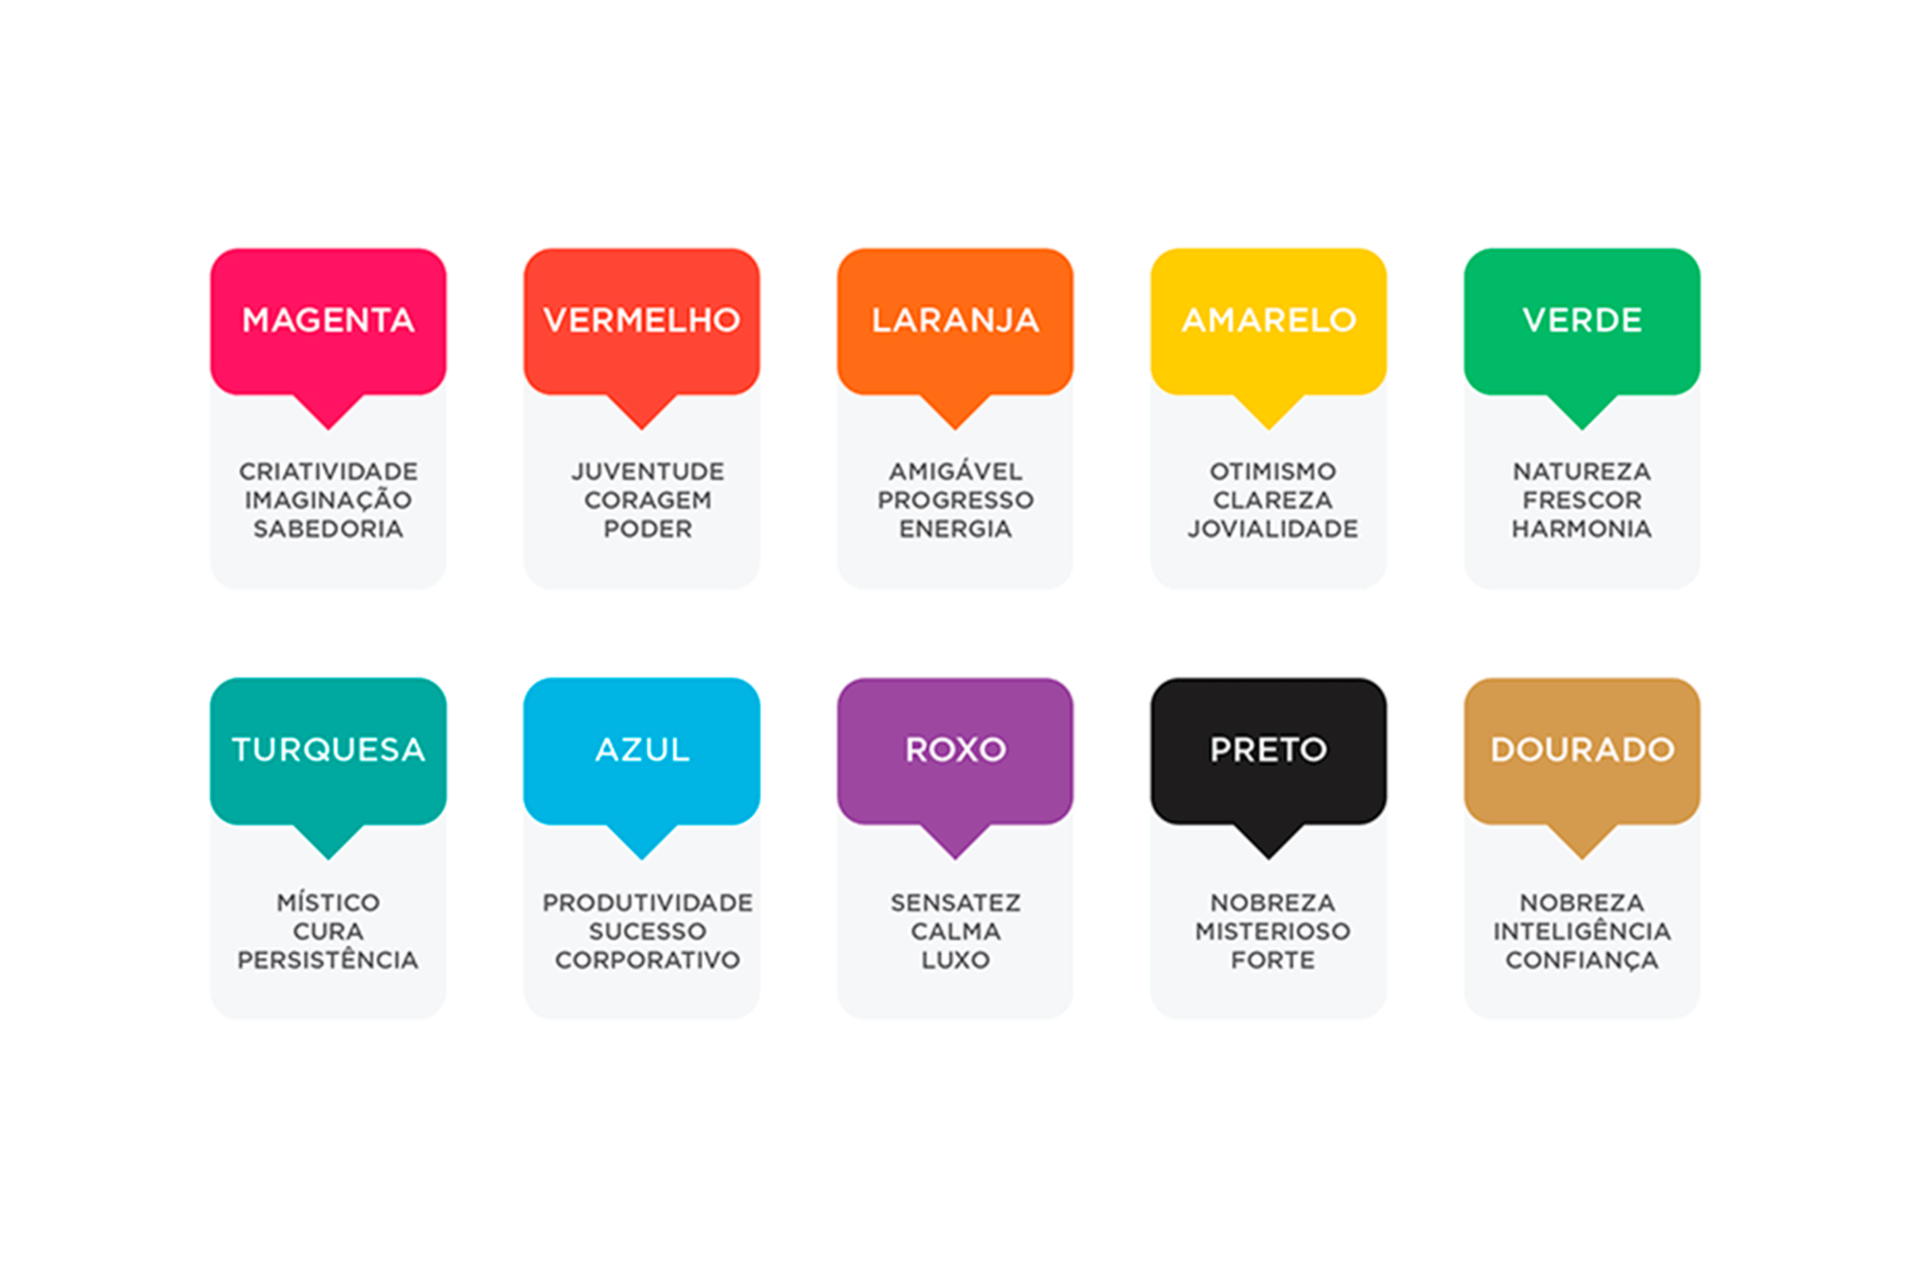 MAGENTA
CRIATIVIDADE
IMAGINAÇÃO
SABEDORIA
VERMELHO
JUVENTUDE
CORAGEM
PODER
LARANJA
AMIGÁVEL
PROGRESSO
ENERGIA
AMARELO
OTIMISMO
CLAREZA
JOVIALIDADE
VERDE
NATUREZA
FRESCOR
HARMONIA
TURQUESA
MÍSTICO
CURA
PERSISTÊNCIA
AZUL
PRODUTIVIDADE
SUCESSO
CORPORATIVO
ROXO
SENSATEZ
CALMA
LUXO
PRETO
NOBREZA
MISTERIOSO
FORTE
DOURADO
NOBREZA
INTELIGÊNCIA
CONFIANÇA